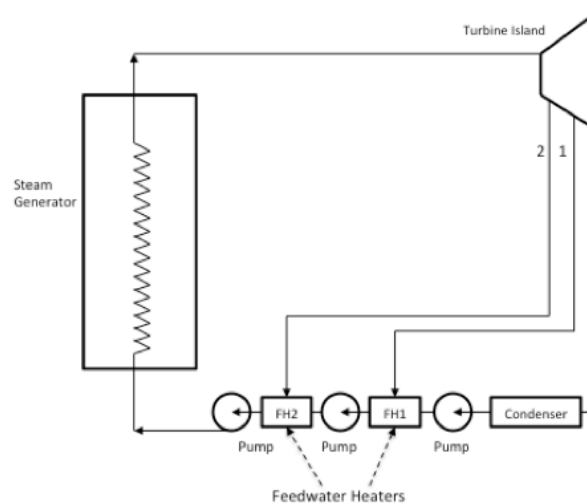 Turbine Island
2 1
Steam
Generator
FH2
FH1
Condenser
Pump
Pump
Pump
Feedwater Heaters